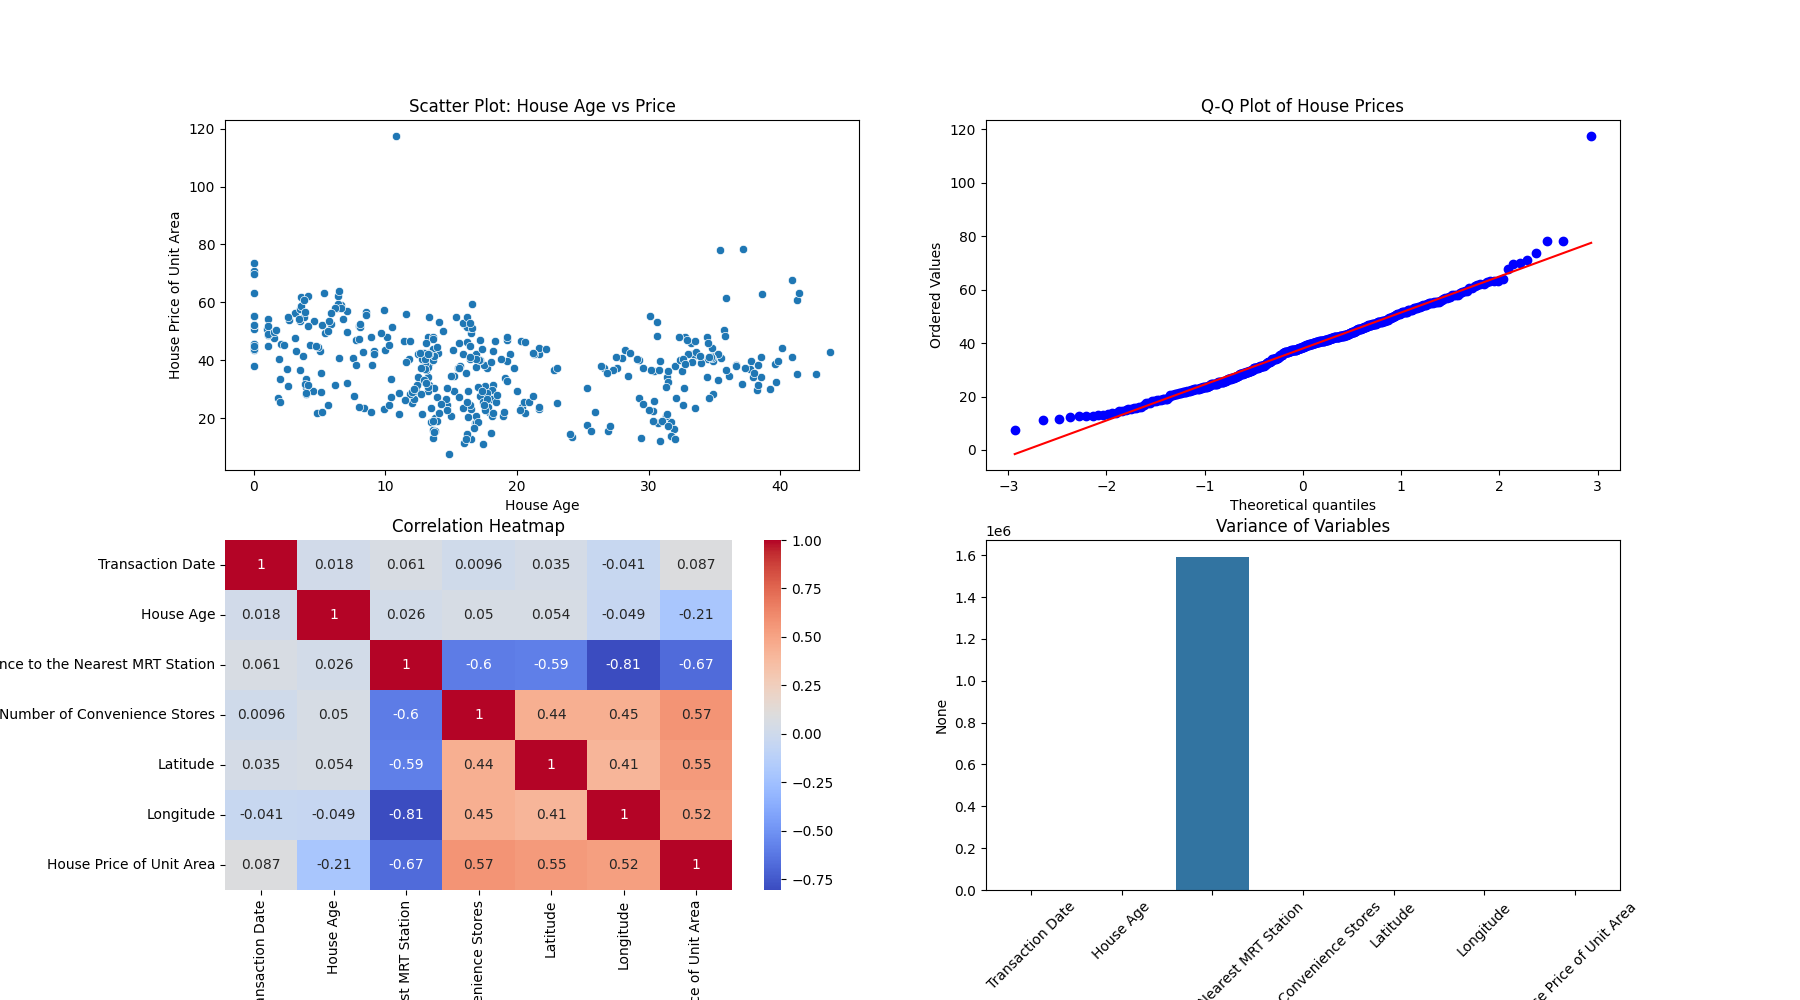 Scatter Plot: House Age vs Price
120
100
80
60
40
20
House Price of Unit Area
0 10 20 30 40
House Age
Q-Q Plot of House Prices
120
100
80
60
40
20
0
Ordered Values
−3 −2 −1 0 1 2 3
Theoretical quantiles
Correlation Heatmap
Transaction Date 1 0.018 0.061 0.0096 0.035 -0.041 0.087
House Age 0.018 1 0.026 0.05 0.054 -0.049 -0.21
nce to the Nearest MRT Station 0.061 0.026 1 -0.6 -0.59 -0.81 -0.67
Number of Convenience Stores 0.0096 0.05 -0.6 1 0.44 0.45 0.57
Latitude 0.035 0.054 -0.59 0.44 1 0.41 0.55
Longitude -0.041 -0.049 -0.81 0.45 0.41 1 0.52
House Price of Unit Area 0.087 -0.21 -0.67 0.57 0.55 0.52 1
nsaction Date
House Age
st MRT Station
enience Stores
Latitude
Longitude
ce of Unit Area
1.00
0.75
0.50
0.25
0.00
−0.25
−0.50
−0.75
Variance of Variables
1e6
1.6
1.4
1.2
1.0
0.8
0.6
0.4
0.2
0.0
None
Transaction Date
House Age
Nearest MRT Station
Convenience Stores
Latitude
Longitude
e Price of Unit Area